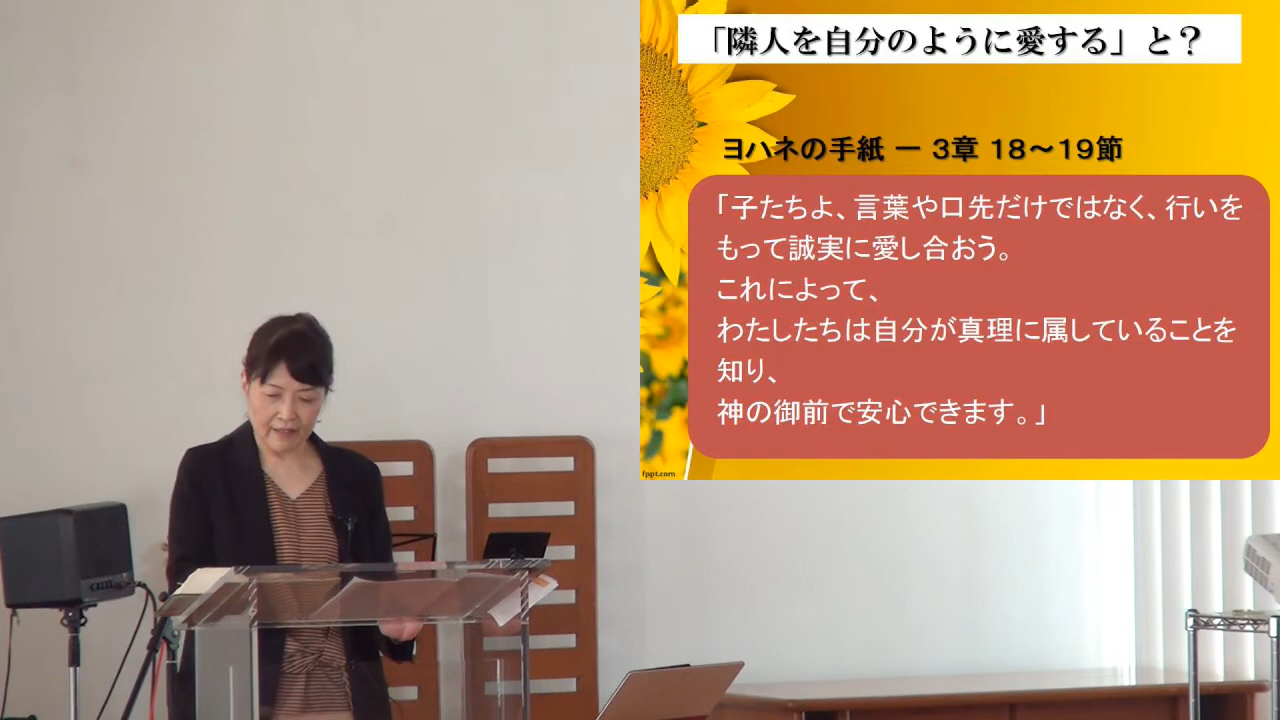 「隣人を自分のように愛する」と？
ヨハネの手紙 一 3章 18～19節
「子たちよ、言葉や口先だけではなく、行いを
もって誠実に愛し合おう。
これによって、
わたしたちは自分が真理に属していることを
知り、
神の御前で安心できます。」
fppt.com